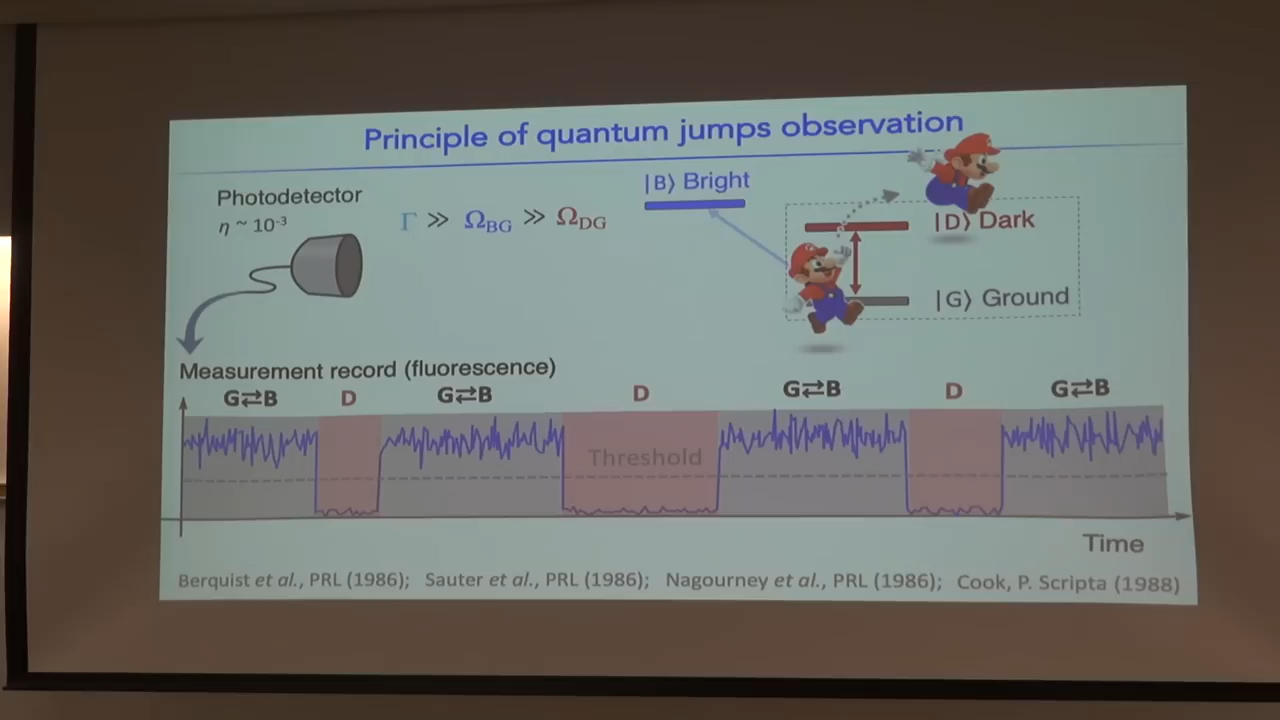 Principle of quantum jumps observation
Photodetector
η ~ 10⁻³
Γ ≫ Ω_BG ≫ Ω_DG
|B⟩ Bright
|D⟩ Dark
|G⟩ Ground
Measurement record (fluorescence)
G⇄B D G⇄B D G⇄B D G⇄B
Threshold
Time
Berquist et al., PRL (1986); Sauter et al., PRL (1986); Nagourney et al., PRL (1986); Cook, P. Scripta (1988)